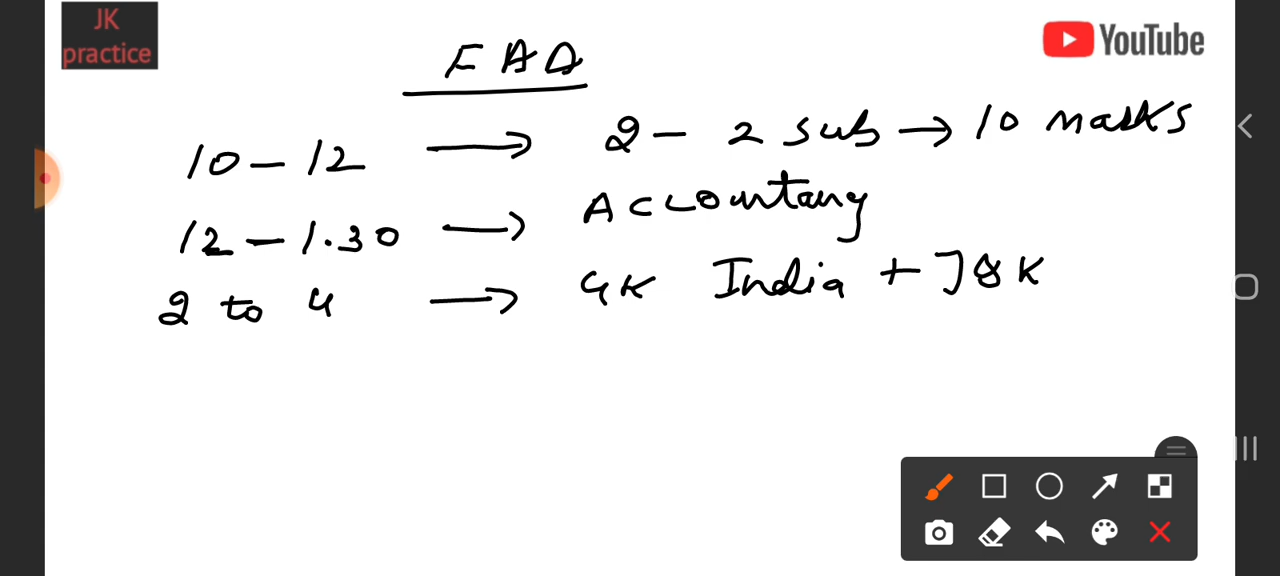 JK
practice
YouTube
FAA
10 - 12 → 2 - 2 sub → 10 marks
12 - 1.30 → Accountany
2 to 4 → GK India + J&K